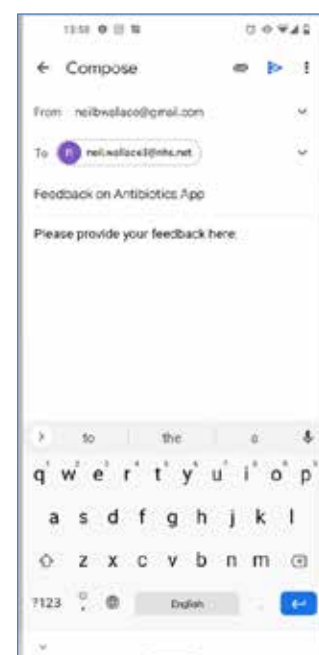 13:53
Compose
From neilbwallace@gmail.com
To n neil.wallace3@nhs.net
Feedback on Antibiotics App
Please provide your feedback here:
to the a
q w e r t y u i o p
a s d f g h j k l
z x c v b n m
?123 , English .